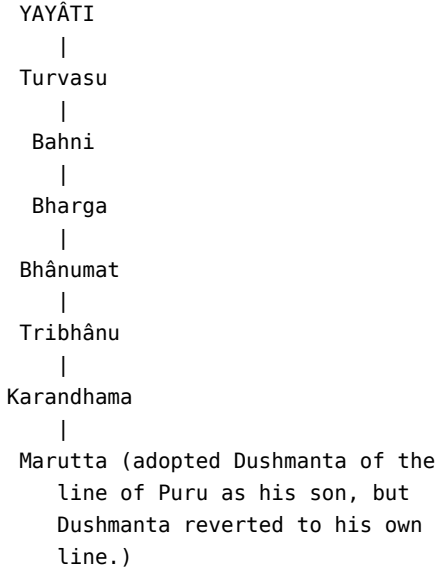 YAYÂTI
|
Turvasu
|
Bahni
|
Bharga
|
Bhânumat
|
Tribhânu
|
Karandhama
|
Marutta (adopted Dushmanta of the
line of Puru as his son, but
Dushmanta reverted to his own
line.)